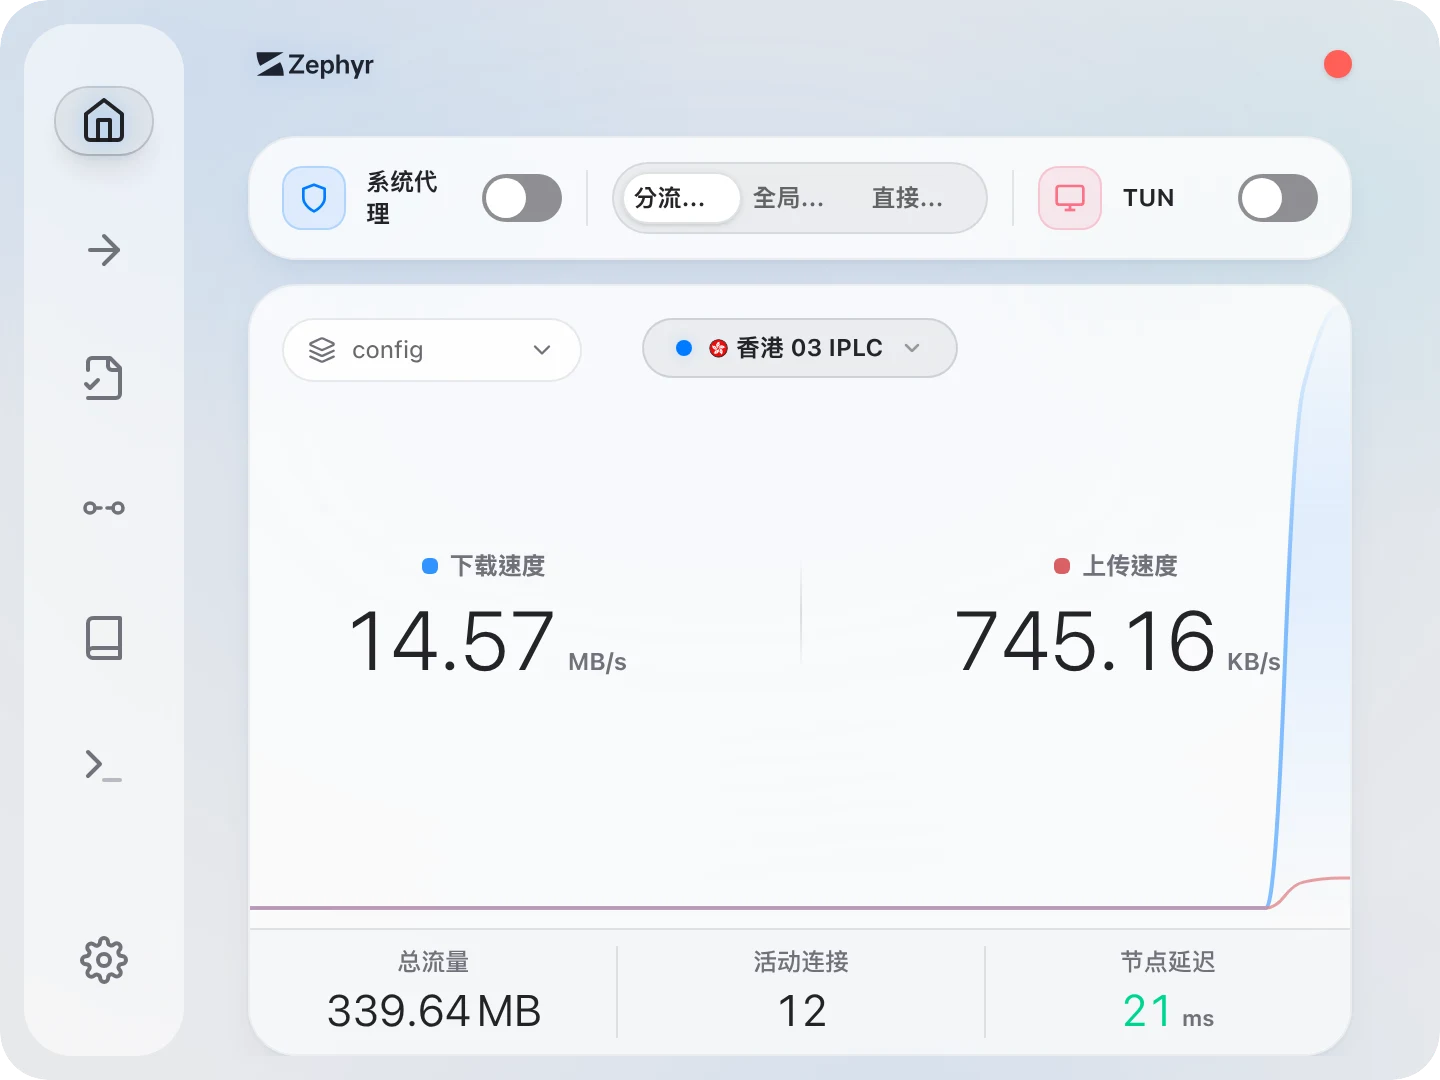 Zephyr
系统代
理
分流...
全局...
直接...
TUN
config
香港 03 IPLC
下载速度
14.57 MB/s
上传速度
745.16 KB/s
总流量
339.64 MB
活动连接
12
节点延迟
21 ms